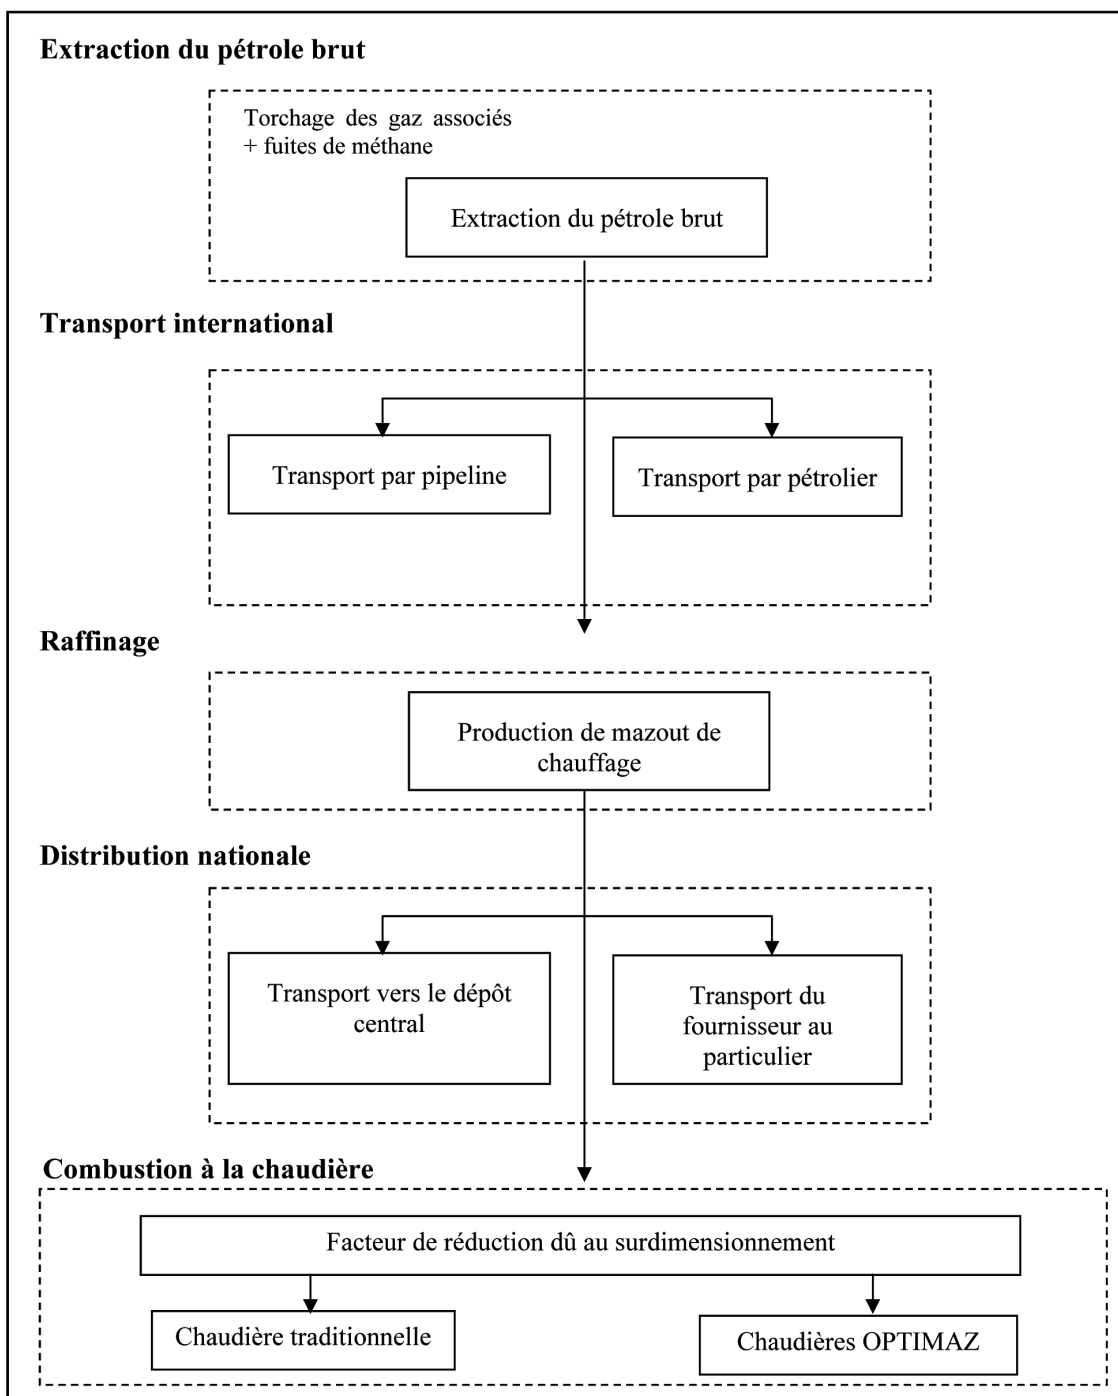 Extraction du pétrole brut
Torchage des gaz associés
+ fuites de méthane
Extraction du pétrole brut
Transport international
Transport par pipeline
Transport par pétrolier
Raffinage
Production de mazout de
chauffage
Distribution nationale
Transport vers le dépôt
central
Transport du
fournisseur au
particulier
Combustion à la chaudière
Facteur de réduction dû au surdimensionnement
Chaudière traditionnelle
Chaudières OPTIMAZ